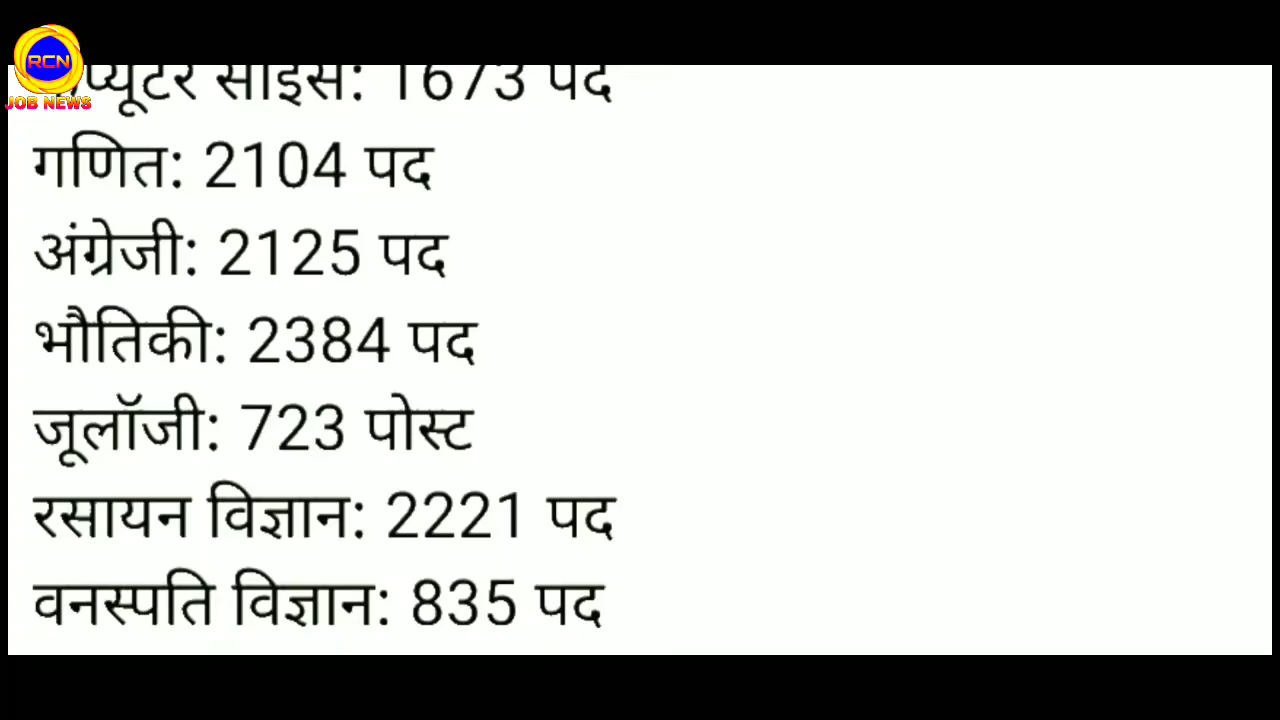 RCN
JOB NEWS
साइंस: 1673 पद
गणित: 2104 पद
अंग्रेजी: 2125 पद
भौतिकी: 2384 पद
जूलॉजी: 723 पोस्ट
रसायन विज्ञान: 2221 पद
वनस्पति विज्ञान: 835 पद